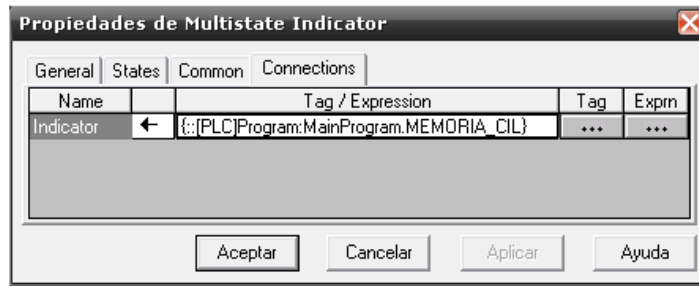 Propiedades de Multistate Indicator
General States Common Connections
Name Tag / Expression Tag Exprn
Indicator {::[PLC]Program:MainProgram.MEMORIA_CIL} ... ...
Aceptar Cancelar Aplicar Ayuda